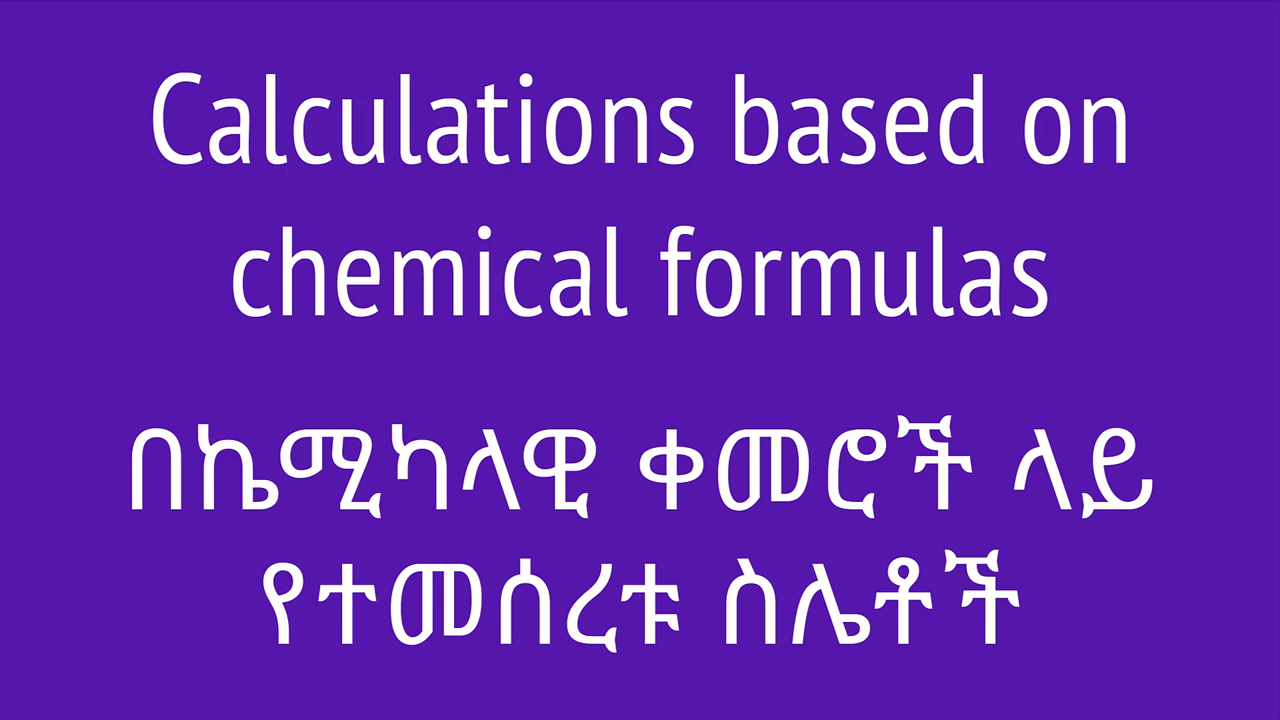 Calculations based on
chemical formulas
በኬሚካላዊ ቀመሮች ላይ
የተመሰረቱ ስሌቶች